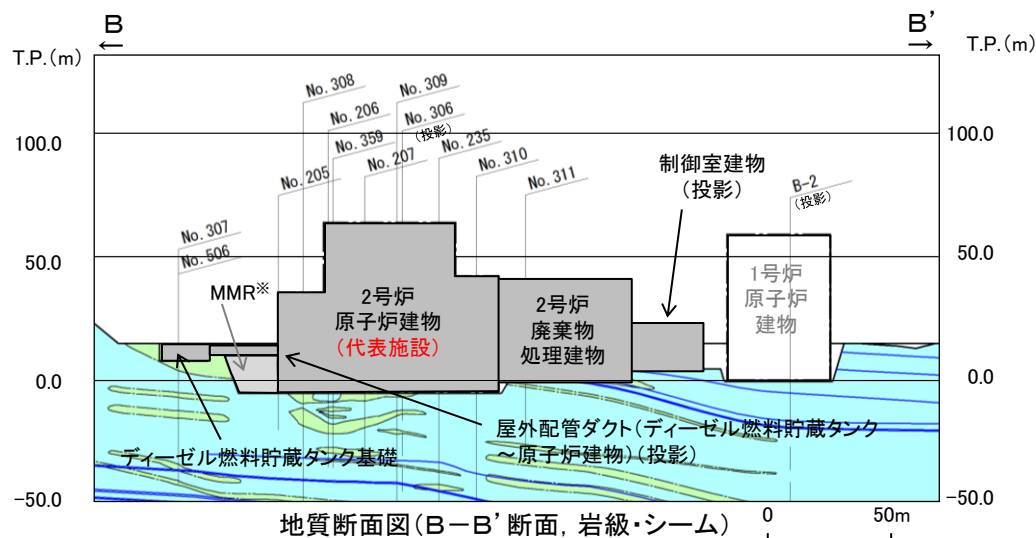 B
B’
T.P.(m)
T.P.(m)
No. 308
No. 309
No. 206
No. 306
(投影)
No. 359
No. 235
No. 207
No. 310
No. 205
No. 311
制御室建物
(投影)
B-2
(投影)
100.0
100.0
No. 307
No. 506
50.0
50.0
MMR※
2号炉
原子炉建物
(代表施設)
2号炉
廃棄物
処理建物
1号炉
原子炉
建物
0.0
0.0
屋外配管ダクト(ディーゼル燃料貯蔵タンク
～原子炉建物)(投影)
ディーゼル燃料貯蔵タンク基礎
-50.0
-50.0
地質断面図(B－B’断面, 岩級・シーム)
0
50m